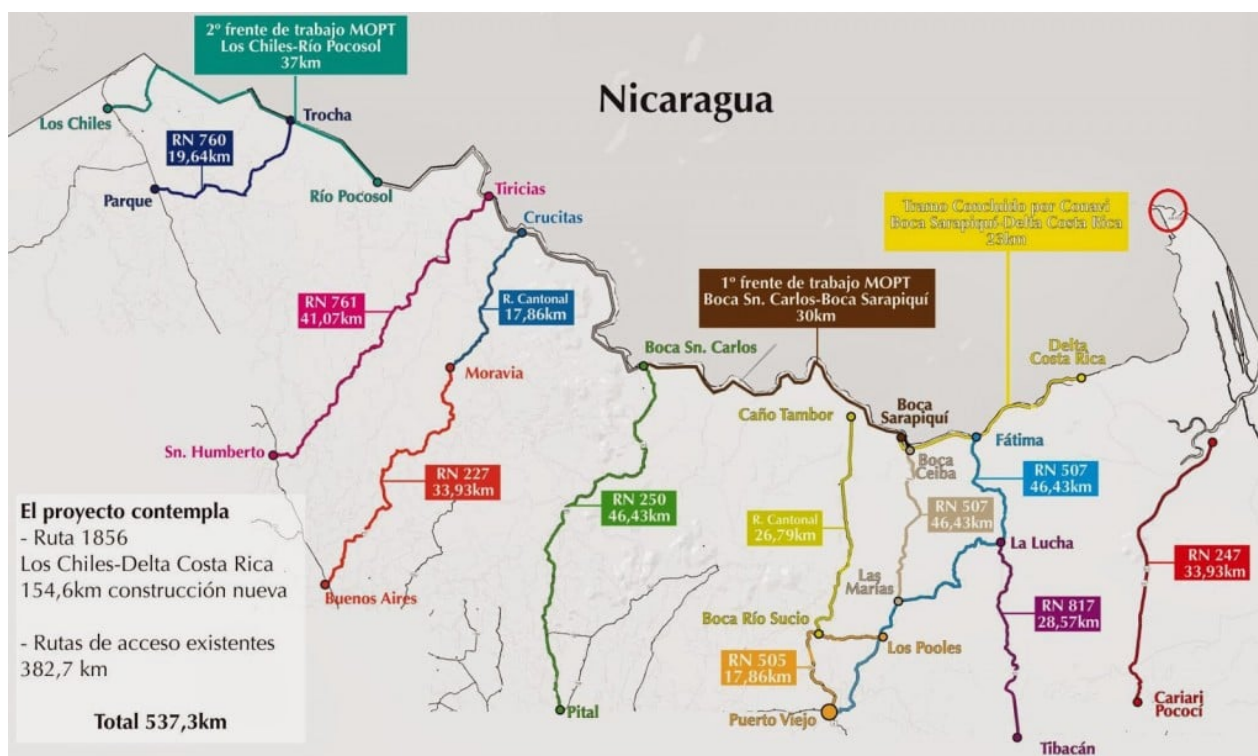 2º frente de trabajo MOPT
Los Chiles-Río Pocosol
37km
Nicaragua
Los Chiles
Trocha
RN 760
19,64km
Parque
Río Pocosol
Tiricias
Crucitas
Tramo Concluido por Conavi
Boca Sarapiquí-Delta Costa Rica
23km
RN 761
41,07km
R. Cantonal
17,86km
1º frente de trabajo MOPT
Boca Sn. Carlos-Boca Sarapiquí
30km
Boca Sn. Carlos
Delta
Costa Rica
Moravia
Caño Tambor
Boca
Sarapiquí
Fátima
Sn. Humberto
Boca
Ceiba
RN 227
33,93km
RN 250
46,43km
RN 507
46,43km
R. Cantonal
26,79km
RN 507
46,43km
La Lucha
RN 247
33,93km
El proyecto contempla
- Ruta 1856
Los Chiles-Delta Costa Rica
154,6km construcción nueva
- Rutas de acceso existentes
382,7 km
Total 537,3km
Buenos Aires
Las
Marías
RN 817
28,57km
Boca Río Sucio
Los Pooles
RN 505
17,86km
Pital
Puerto Viejo
Cariari
Pococí
Tibacán